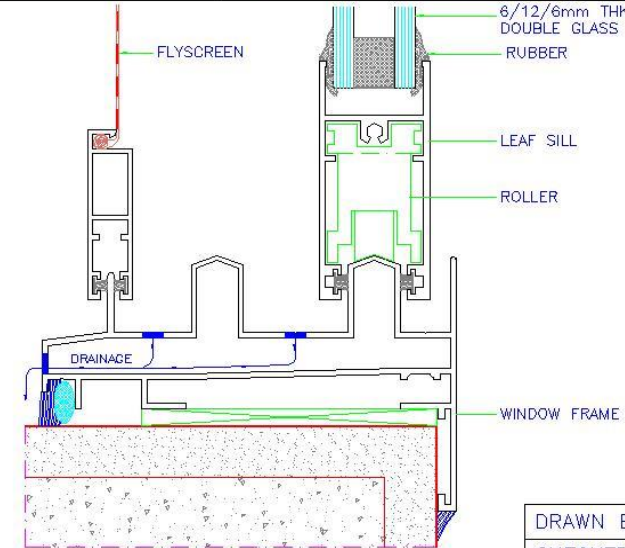 6/12/6mm THK
DOUBLE GLASS
FLYSCREEN
RUBBER
LEAF SILL
ROLLER
DRAINAGE
WINDOW FRAME
DRAWN